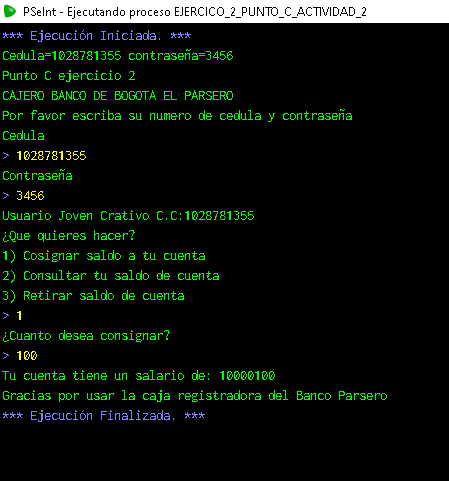 PSeInt - Ejecutando proceso EJERCICO_2_PUNTO_C_ACTIVIDAD_2
*** Ejecución Iniciada. ***
Cedula=1028781355 contraseña=3456
Punto C ejercicio 2
CAJERO BANCO DE BOGOTÁ EL PARSERO
Por favor escriba su numero de cedula y contraseña
Cedula
> 1028781355
Contraseña
> 3456
Usuario Joven Crativo C.C:1028781355
¿Que quieres hacer?
1) Cosignar saldo a tu cuenta
2) Consultar tu saldo de cuenta
3) Retirar saldo de cuenta
> 1
¿Cuanto desea consignar?
> 100
Tu cuenta tiene un salario de: 10000100
Gracias por usar la caja registradora del Banco Parsero
*** Ejecución Finalizada. ***